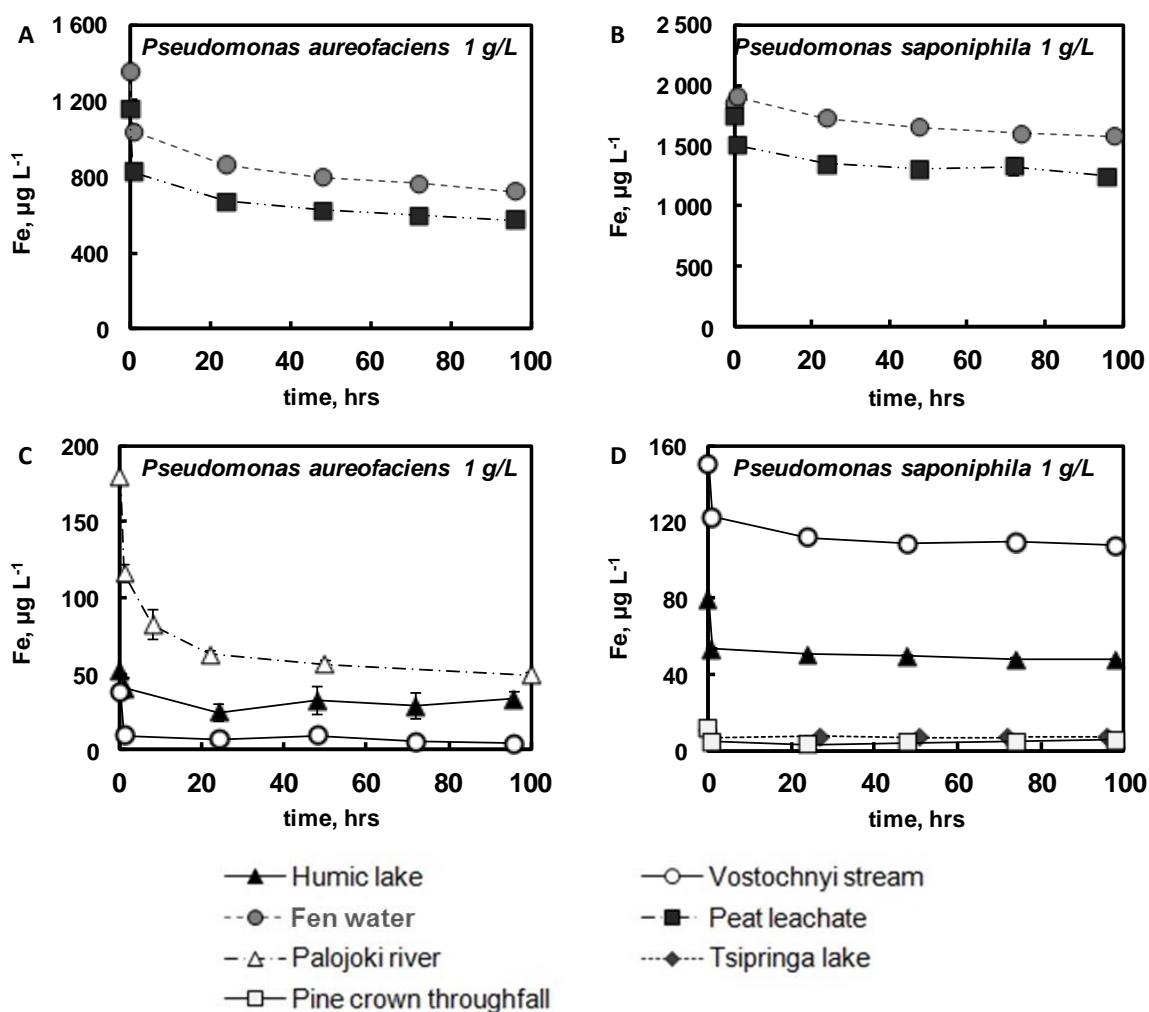 A
Pseudomonas aureofaciens 1 g/L
1 600
1 200
800
400
0
Fe, µg L-1
0 20 40 60 80 100
time, hrs
B
Pseudomonas saponiphila 1 g/L
2 500
2 000
1 500
1 000
500
0
Fe, µg L-1
0 20 40 60 80 100
time, hrs
C
Pseudomonas aureofaciens 1 g/L
200
150
100
50
0
Fe, µg L-1
0 20 40 60 80 100
time, hrs
D
Pseudomonas saponiphila 1 g/L
160
120
80
40
0
Fe, µg L-1
0 20 40 60 80 100
time, hrs
Humic lake
Vostochnyi stream
Fen water
Peat leachate
Palojoki river
Tsipringa lake
Pine crown throughfall